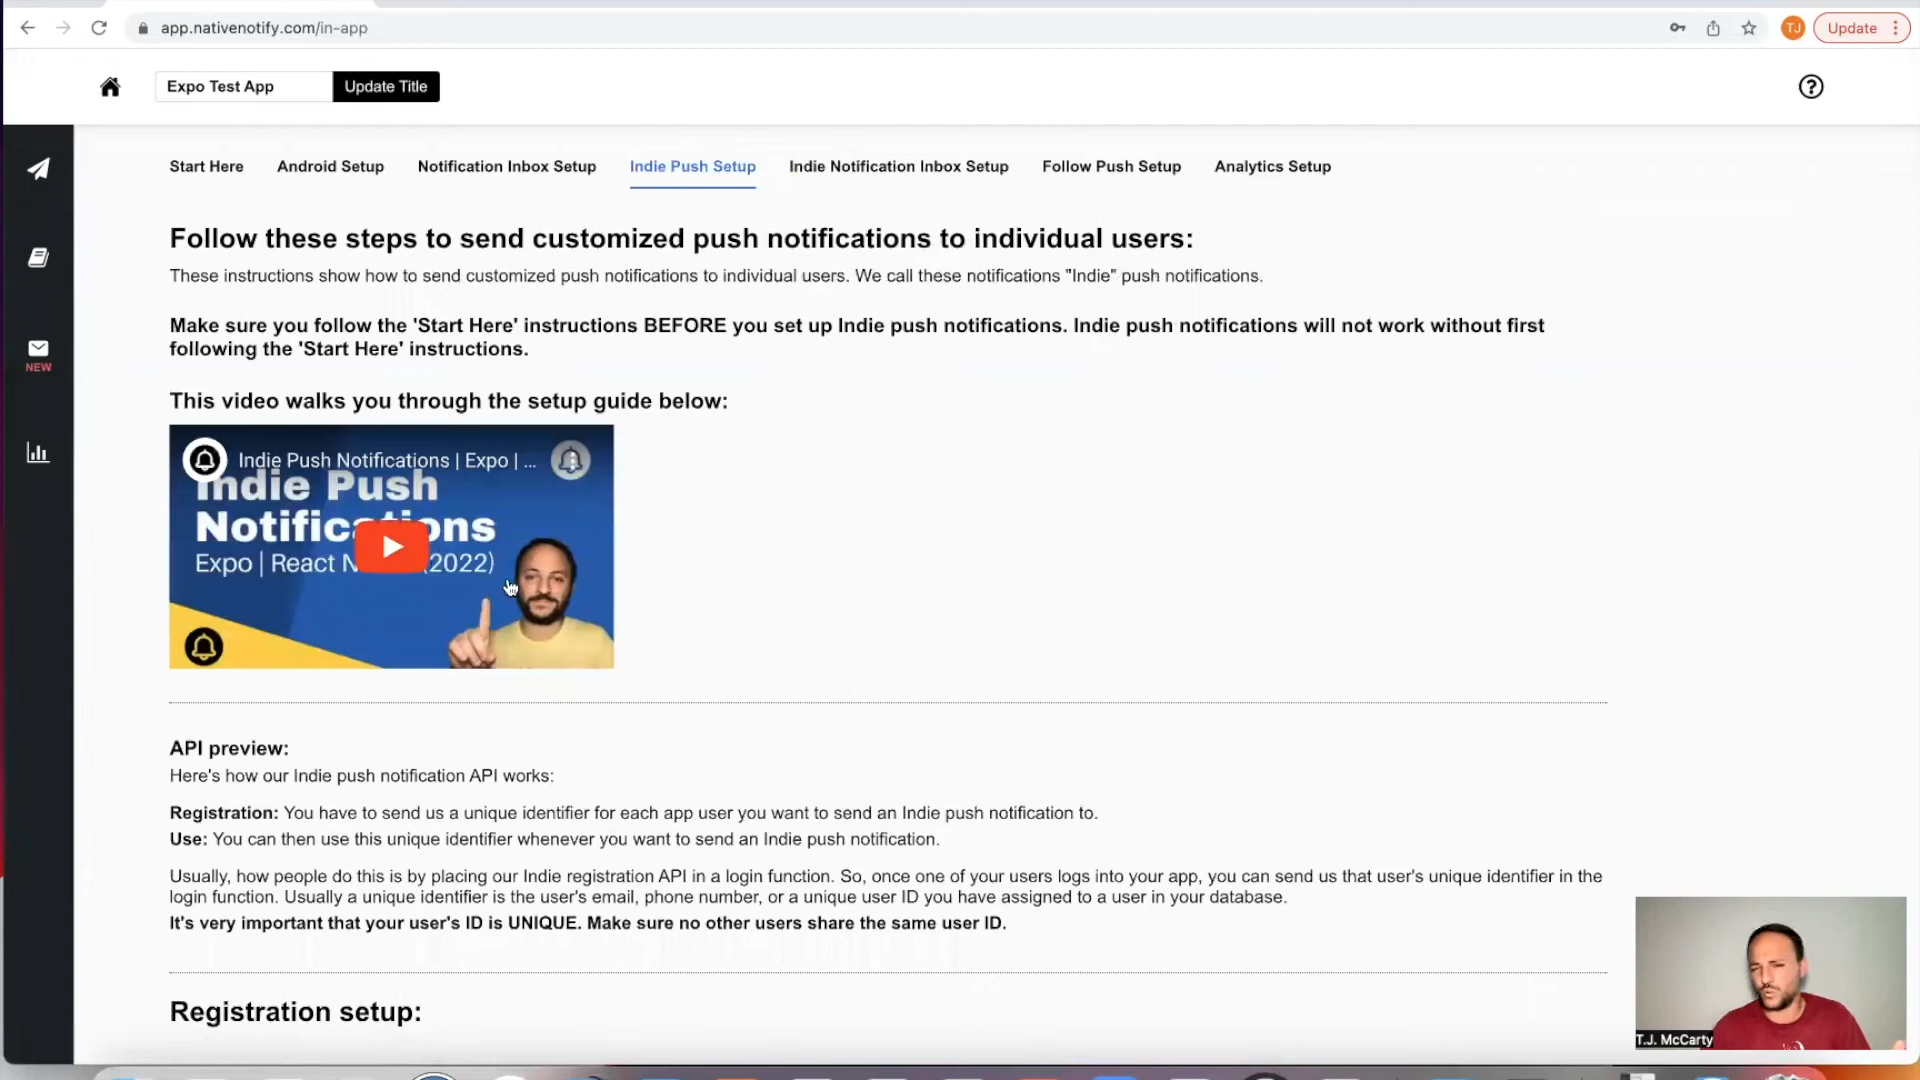 app.nativenotify.com/in-app
TJ
Update
Expo Test App
Update Title
Start Here
Android Setup
Notification Inbox Setup
Indie Push Setup
Indie Notification Inbox Setup
Follow Push Setup
Analytics Setup
NEW
Follow these steps to send customized push notifications to individual users:
These instructions show how to send customized push notifications to individual users. We call these notifications "Indie" push notifications.
Make sure you follow the 'Start Here' instructions BEFORE you set up Indie push notifications. Indie push notifications will not work without first
following the 'Start Here' instructions.
This video walks you through the setup guide below:
Indie Push Notifications | Expo | ...
Indie Push
Notifications
Expo | React N (2022)
API preview:
Here's how our Indie push notification API works:
Registration: You have to send us a unique identifier for each app user you want to send an Indie push notification to.
Use: You can then use this unique identifier whenever you want to send an Indie push notification.
Usually, how people do this is by placing our Indie registration API in a login function. So, once one of your users logs into your app, you can send us that user's unique identifier in the
login function. Usually a unique identifier is the user's email, phone number, or a unique user ID you have assigned to a user in your database.
It's very important that your user's ID is UNIQUE. Make sure no other users share the same user ID.
Registration setup:
T.J. McCarty